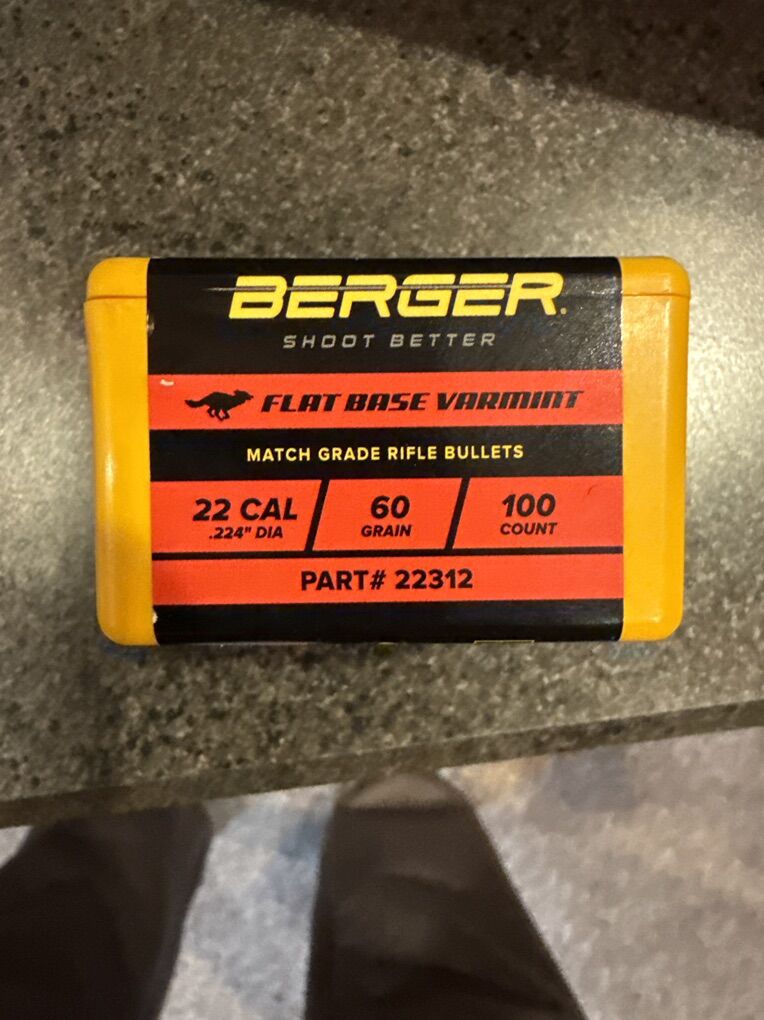 BERGER®
SHOOT BETTER
FLAT BASE VARMINT
MATCH GRADE RIFLE BULLETS
22 CAL
.224" DIA
60
GRAIN
100
COUNT
PART# 22312